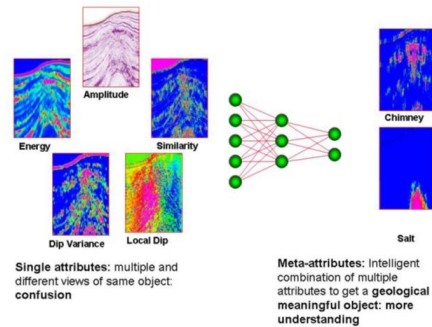 Amplitude
Energy
Similarity
Dip Variance
Local Dip
Chimney
Salt
Single attributes: multiple and
different views of same object:
confusion
Meta-attributes: Intelligent
combination of multiple
attributes to get a geological
meaningful object: more
understanding